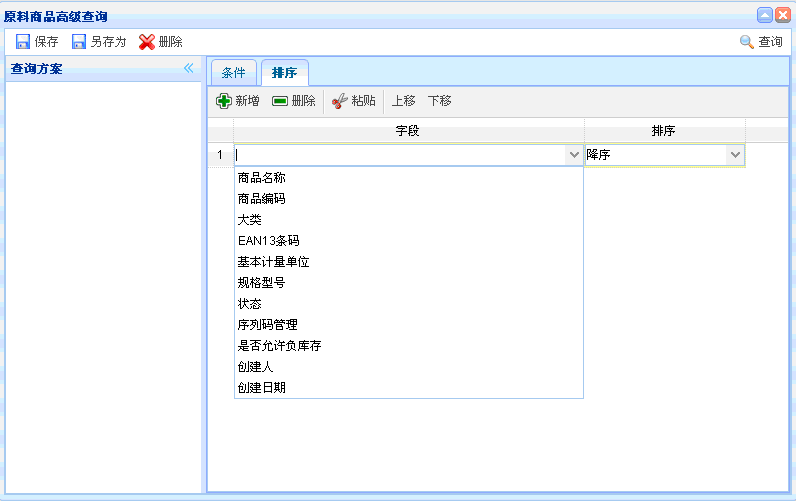 原料商品高级查询
保存 另存为 删除 查询
查询方案
条件 排序
新增 删除 粘贴 上移 下移
字段 排序
1 降序
商品名称
商品编码
大类
EAN13条码
基本计量单位
规格型号
状态
序列码管理
是否允许负库存
创建人
创建日期